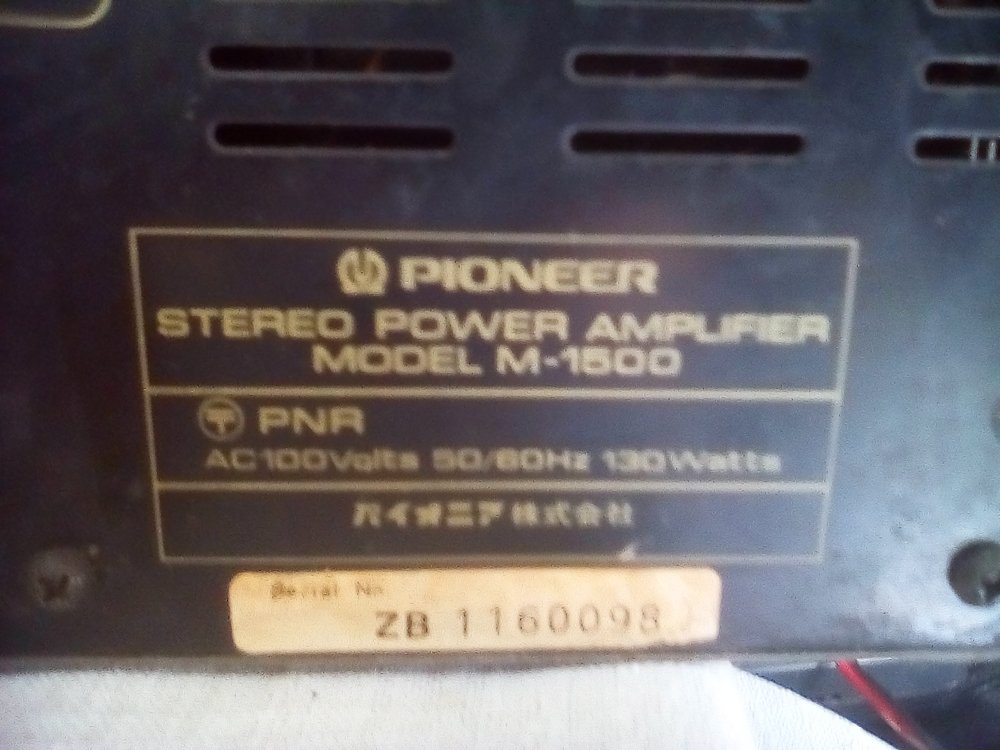 PIONEER
STEREO POWER AMPLIFIER
MODEL M-1500
PNR
AC100Volts 50/60Hz 130Watts
パイオニア株式会社
Serial No.
ZB 1160098